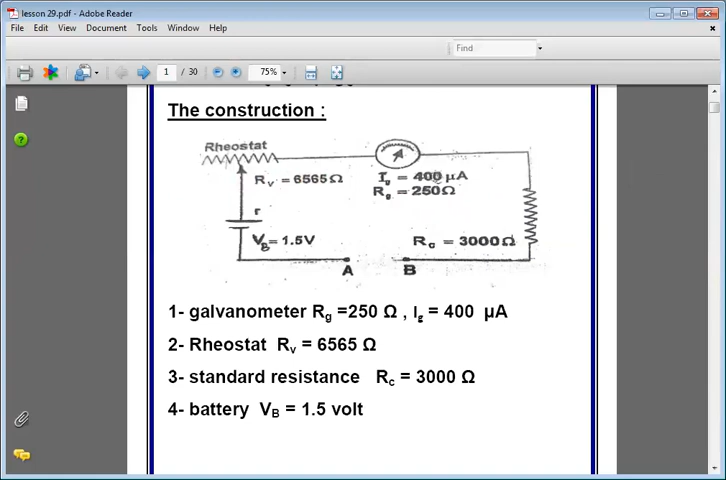 lesson 29.pdf - Adobe Reader
File Edit View Document Tools Window Help
Find
1 / 30 75%
The construction :
Rheostat
Rv = 6565Ω
Ig = 400 μA
Rg = 250Ω
r
Vg = 1.5V
Rc = 3000Ω
A B
1- galvanometer Rg =250 Ω , Ig = 400 μA
2- Rheostat Rv = 6565 Ω
3- standard resistance Rc = 3000 Ω
4- battery VB = 1.5 volt